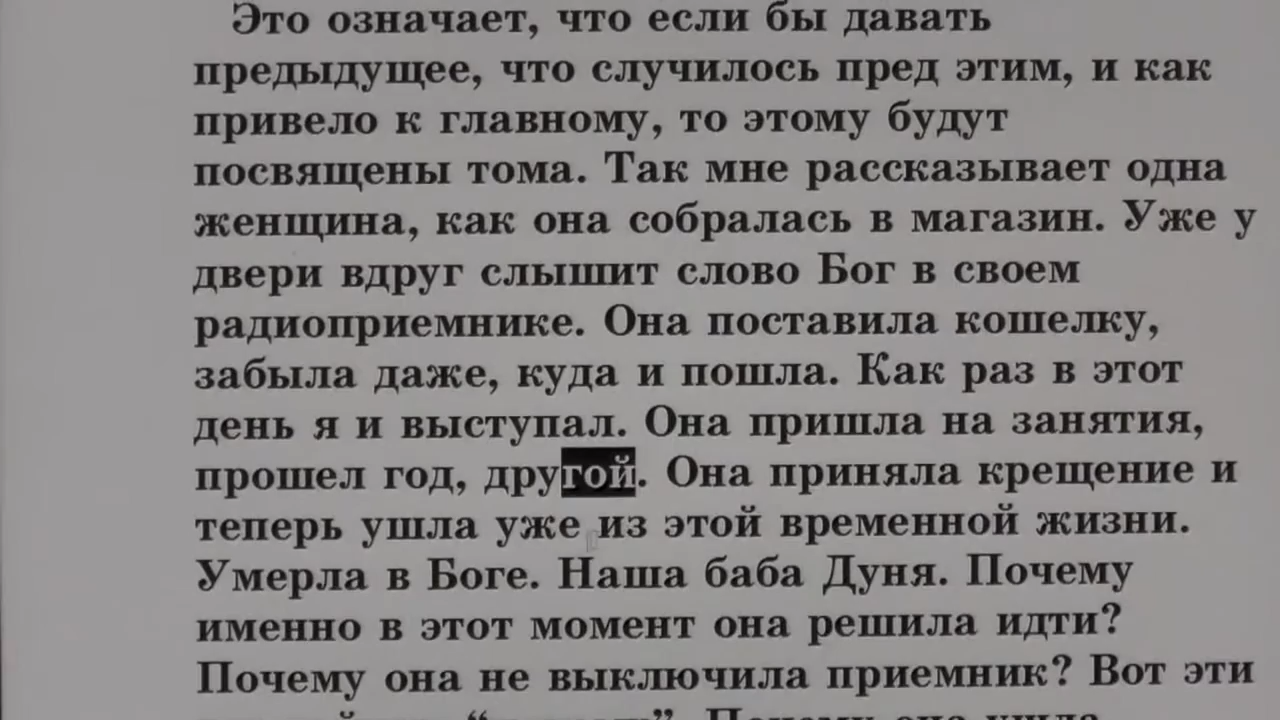 Это означает, что если бы давать
предыдущее, что случилось пред этим, и как
привело к главному, то этому будут
посвящены тома. Так мне рассказывает одна
женщина, как она собралась в магазин. Уже у
двери вдруг слышит слово Бог в своем
радиоприемнике. Она поставила кошелку,
забыла даже, куда и пошла. Как раз в этот
день я и выступал. Она пришла на занятия,
прошел год, другой. Она приняла крещение и
теперь ушла уже из этой временной жизни.
Умерла в Боге. Наша баба Дуня. Почему
именно в этот момент она решила идти?
Почему она не выключила приемник? Вот эти
Почему она ушла